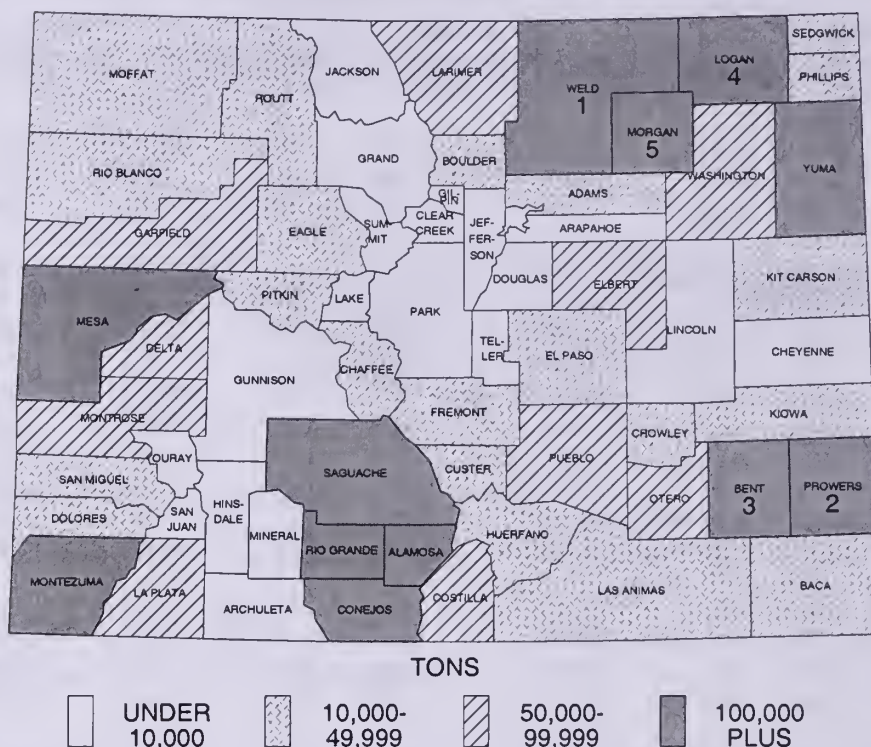 SEDGWICK
MOFFAT
JACKSON
LARIMER
LOGAN
4
PHILLIPS
ROUTT
WELD
1
MORGAN
5
GRAND
BOULDER
WASHINGTON
YUMA
RIO BLANCO
GIL-
PIN
CLEAR
CREEK
ADAMS
GARFIELD
EAGLE
SUM-
MIT
JEF-
FER-
SON
ARAPAHOE
DOUGLAS
ELBERT
KIT CARSON
PITKIN
LAKE
MESA
PARK
LINCOLN
DELTA
TEL-
LER
EL PASO
CHEYENNE
GUNNISON
CHAFFEE
MONTROSE
FREMONT
CROWLEY
KIOWA
OURAY
SAGUACHE
CUSTER
PUEBLO
SAN MIGUEL
BENT
3
PROWERS
2
OTERO
DOLORES
SAN
JUAN
HINS-
DALE
MINERAL
RIO GRANDE
ALAMOSA
HUERFANO
MONTEZUMA
LA PLATA
ARCHULETA
CONEJOS
COSTILLA
LAS ANIMAS
BACA
TONS
UNDER
10,000
10,000-
49,999
50,000-
99,999
100,000
PLUS